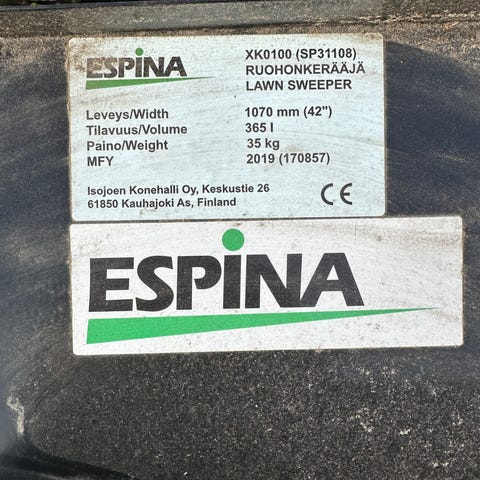 ESPINA
XK0100 (SP31108)
RUOHONKERÄÄJÄ
LAWN SWEEPER
Leveys/Width 1070 mm (42")
Tilavuus/Volume 365 l
Paino/Weight 35 kg
MFY 2019 (170857)
Isojoen Konehalli Oy, Keskustie 26
61850 Kauhajoki As, Finland
CE
ESPINA